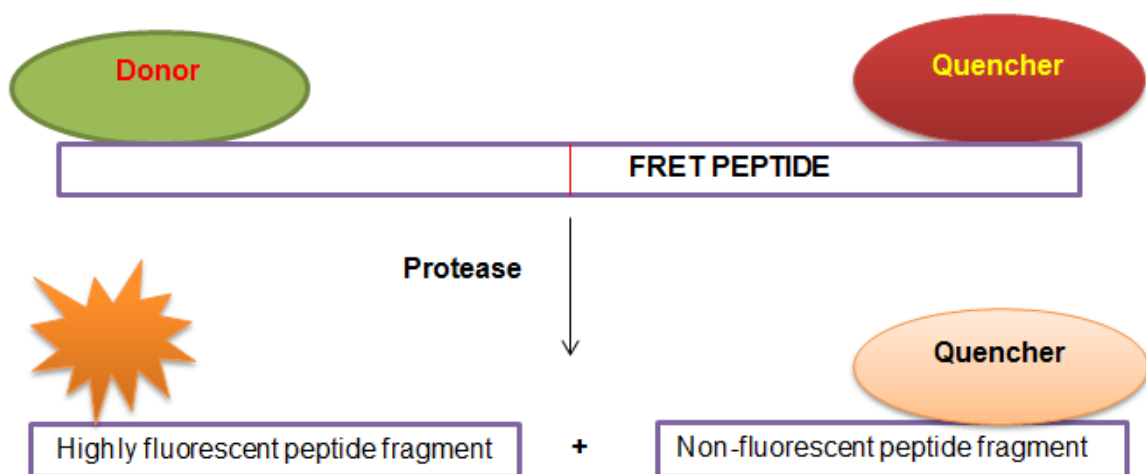 Donor
Quencher
FRET PEPTIDE
Protease
Quencher
Highly fluorescent peptide fragment
+
Non-fluorescent peptide fragment